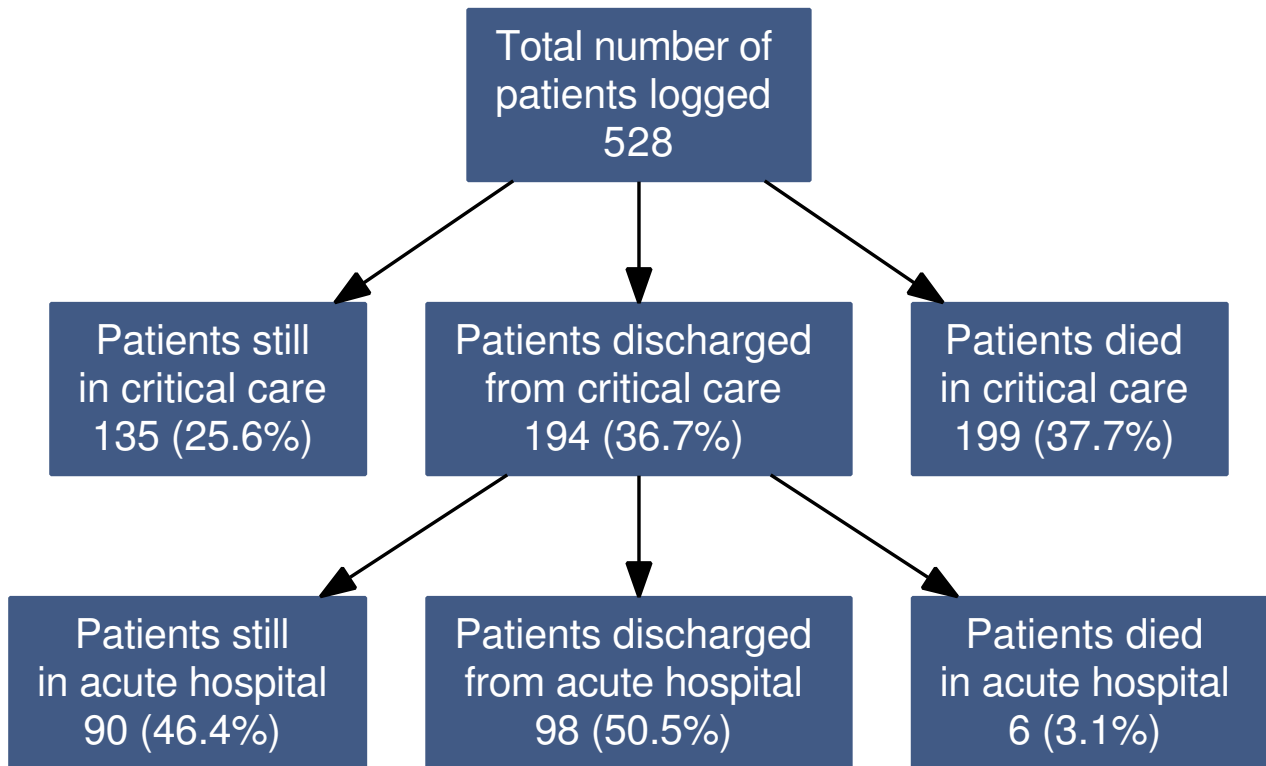 Total number of
patients logged
528
Patients still
in critical care
135 (25.6%)
Patients discharged
from critical care
194 (36.7%)
Patients died
in critical care
199 (37.7%)
Patients still
in acute hospital
90 (46.4%)
Patients discharged
from acute hospital
98 (50.5%)
Patients died
in acute hospital
6 (3.1%)